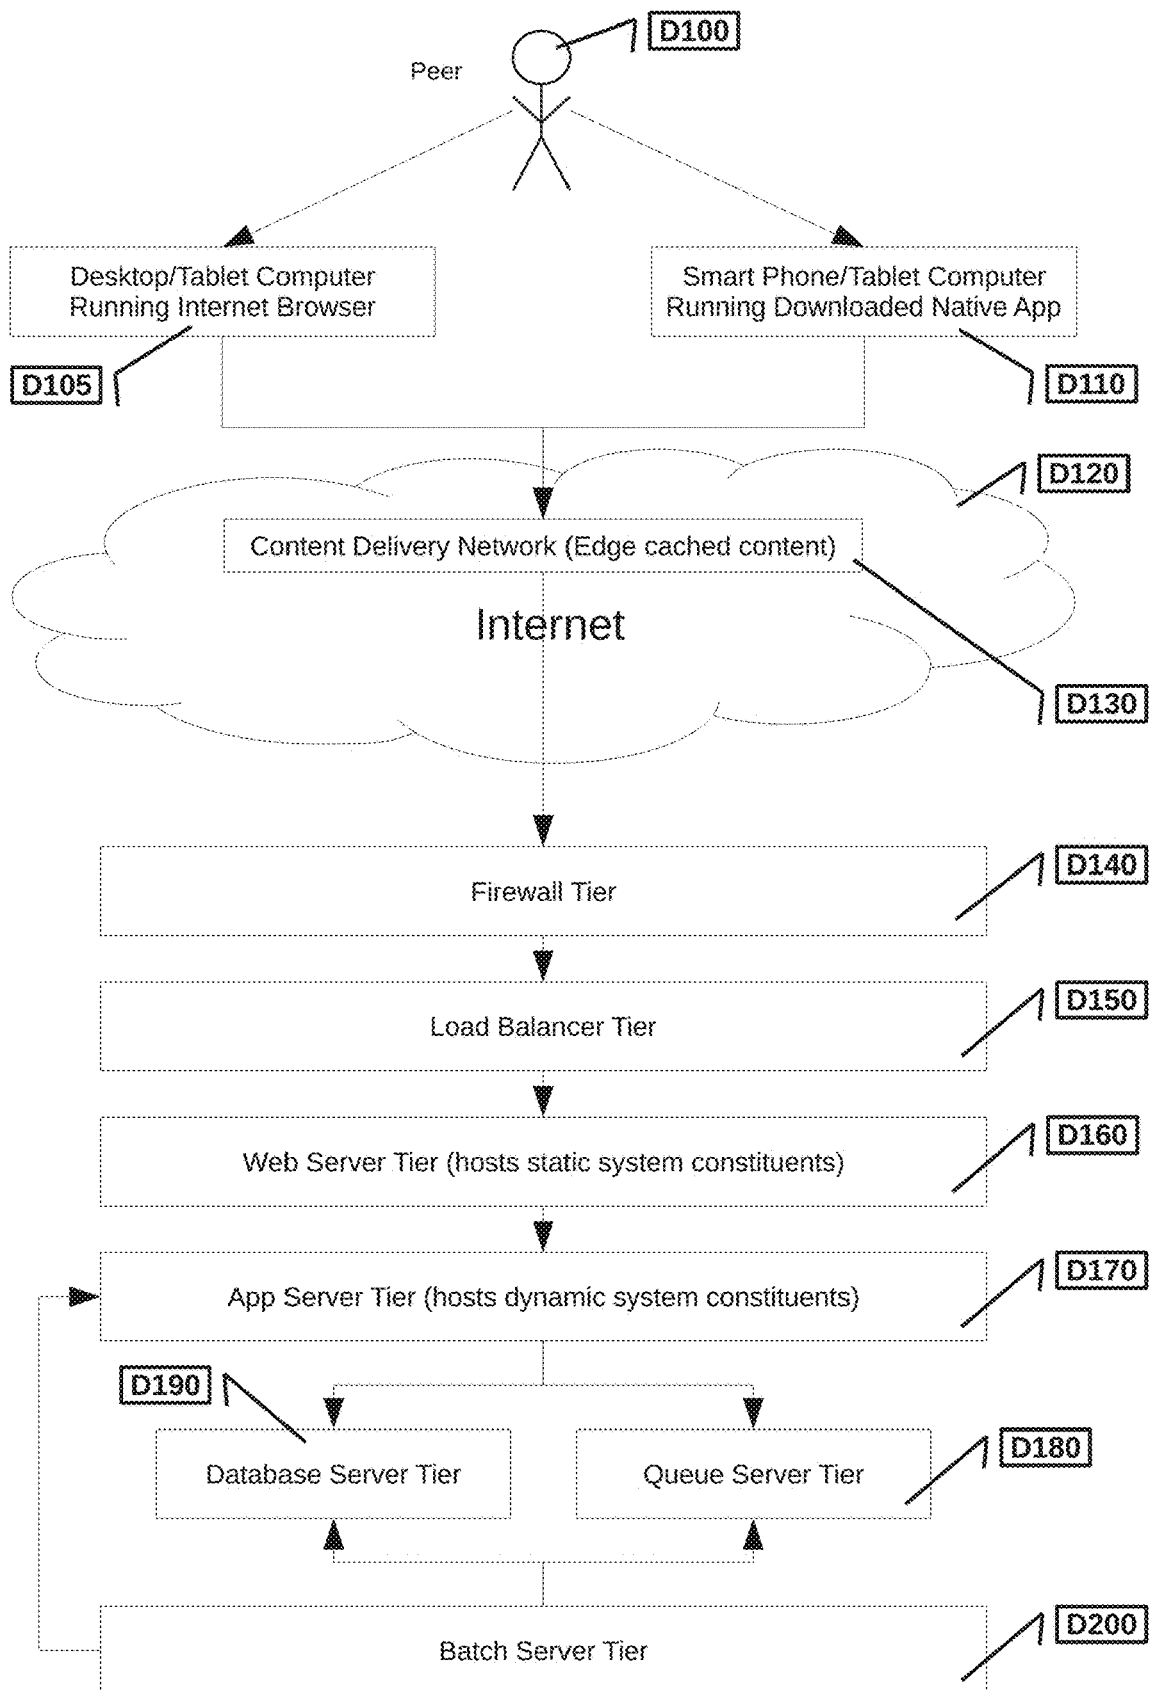 D100
Peer
Desktop/Tablet Computer
Running Internet Browser
Smart Phone/Tablet Computer
Running Downloaded Native App
D105
D110
D120
Content Delivery Network (Edge cached content)
Internet
D130
Firewall Tier
D140
Load Balancer Tier
D150
Web Server Tier (hosts static system constituents)
D160
App Server Tier (hosts dynamic system constituents)
D170
D190
Database Server Tier
Queue Server Tier
D180
Batch Server Tier
D200